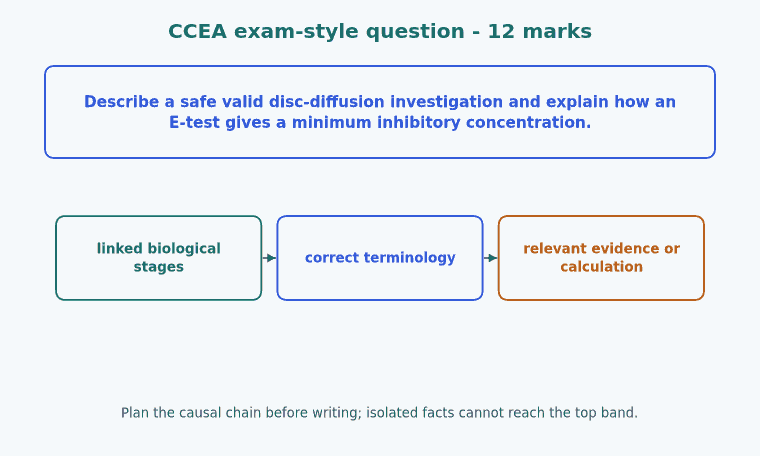 CCEA exam-style question - 12 marks
Describe a safe valid disc-diffusion investigation and explain how an
E-test gives a minimum inhibitory concentration.
linked biological
stages
correct terminology
relevant evidence or
calculation
Plan the causal chain before writing; isolated facts cannot reach the top band.